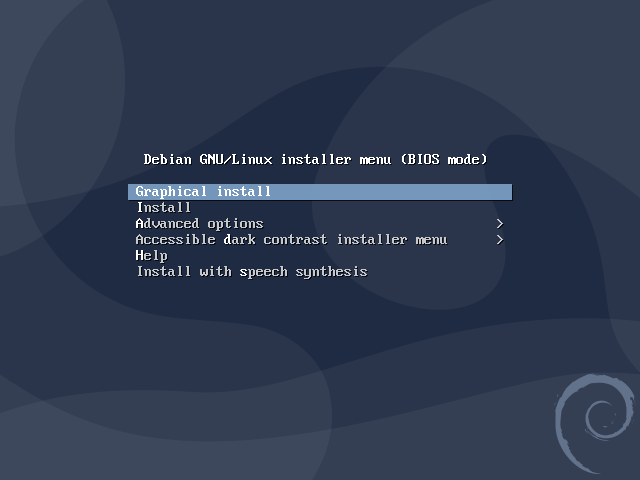 Debian GNU/Linux installer menu (BIOS mode)
Graphical install
Install
Advanced options >
Accessible dark contrast installer menu >
Help
Install with speech synthesis